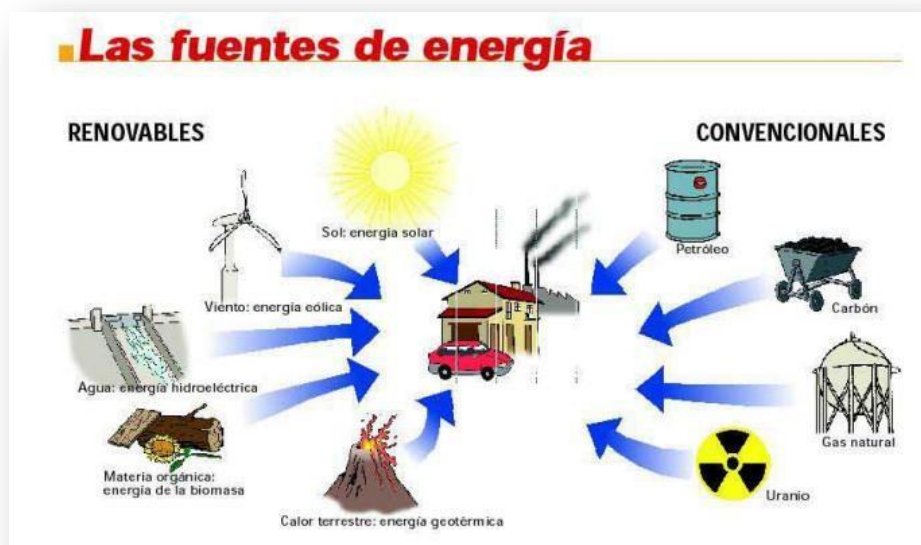 Las fuentes de energía
RENOVABLES
CONVENCIONALES
Sol: energía solar
Petróleo
Viento: energía eólica
Carbón
Agua: energía hidroeléctrica
Gas natural
Materia orgánica:
energía de la biomasa
Uranio
Calor terrestre: energía geotérmica